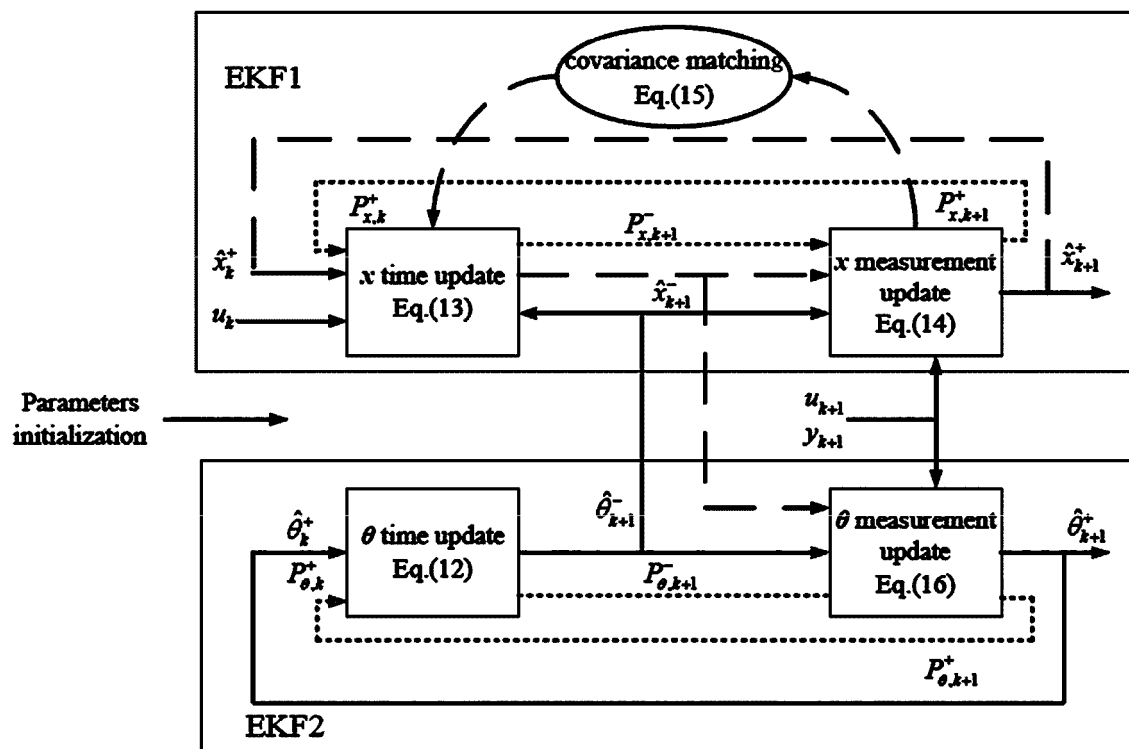 covariance matching
Eq.(15)
EKF1
P⁺ₓ,ₖ
P⁻ₓ,ₖ₊₁
P⁺ₓ,ₖ₊₁
x̂ₖ⁺
x time update
Eq.(13)
x̂⁻ₖ₊₁
x measurement
update
Eq.(14)
x̂⁺ₖ₊₁
uₖ
Parameters
initialization
uₖ₊₁
yₖ₊₁
θ̂ₖ⁺
P⁺θ,ₖ
θ time update
Eq.(12)
θ̂⁻ₖ₊₁
P⁻θ,ₖ₊₁
θ measurement
update
Eq.(16)
θ̂⁺ₖ₊₁
P⁺θ,ₖ₊₁
EKF2